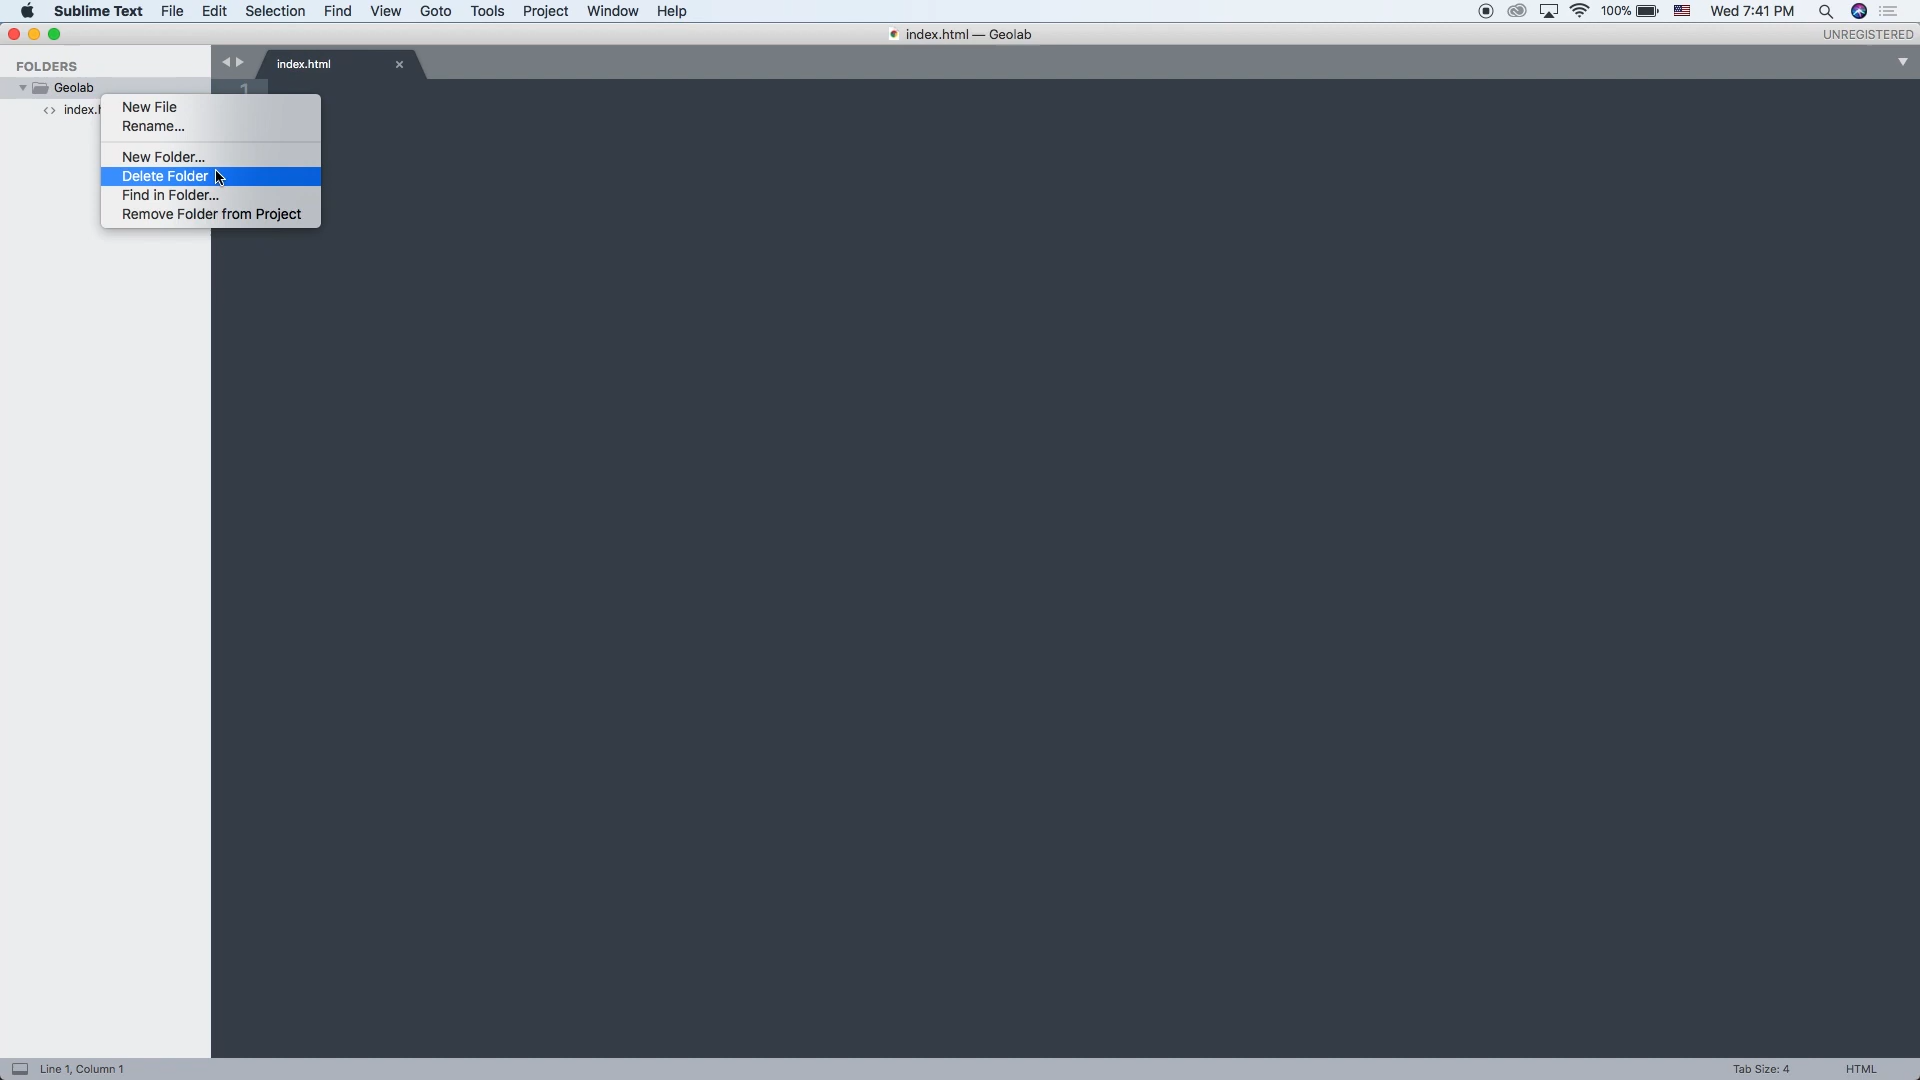 Sublime Text File Edit Selection Find View Goto Tools Project Window Help 100% Wed 7:41 PM
index.html — Geolab UNREGISTERED
FOLDERS
index.html
Geolab
1
index.h
New File
Rename...
New Folder...
Delete Folder
Find in Folder...
Remove Folder from Project
Line 1, Column 1 Tab Size: 4 HTML